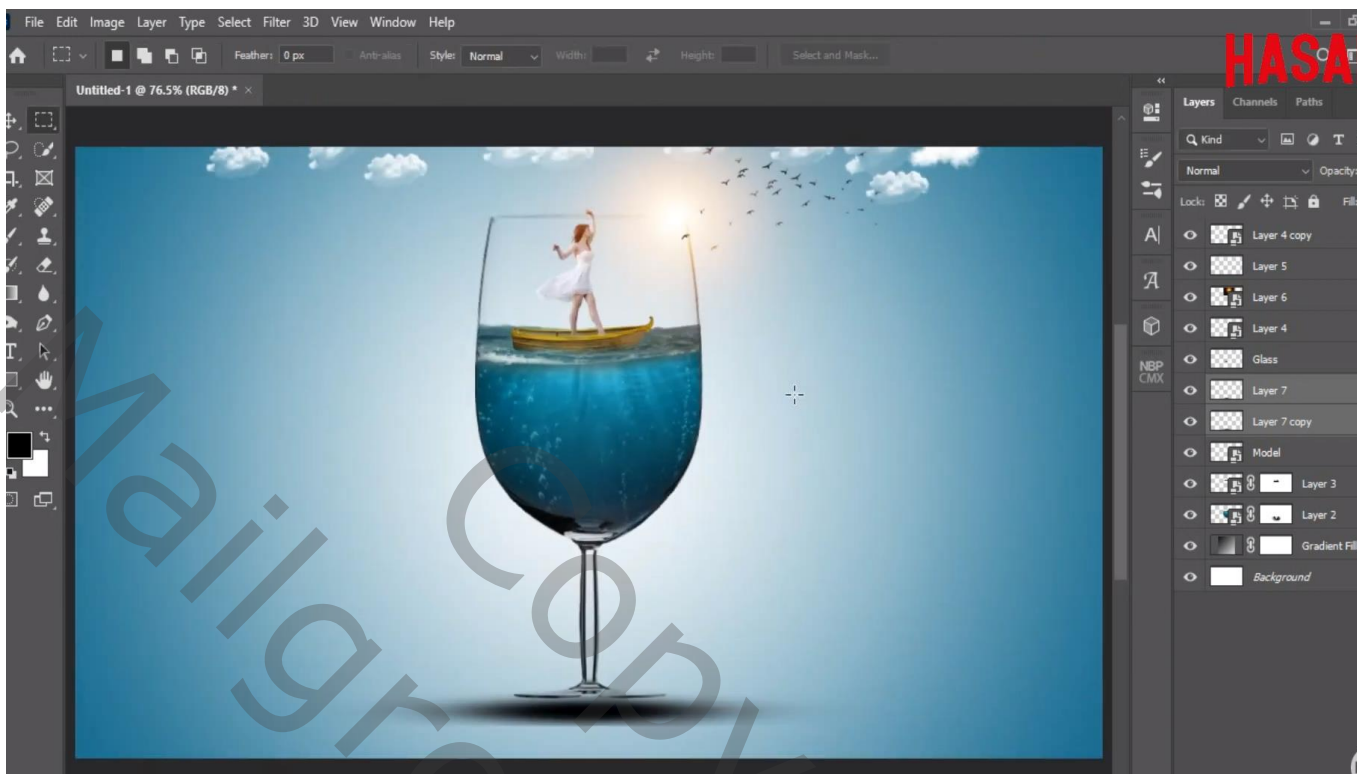 File Edit Image Layer Type Select Filter 3D View Window Help
Feather: 0 px Anti-alias Style: Normal Width: Height: Select and Mask...
HASA
Untitled-1 @ 76.5% (RGB/8) * ×
Layers Channels Paths
Kind
Normal Opacity:
Lock: Fill:
Layer 4 copy
Layer 5
Layer 6
Layer 4
Glass
NBP
CMX
Layer 7
Layer 7 copy
Model
Layer 3
Layer 2
Gradient Fill
Background
Copy